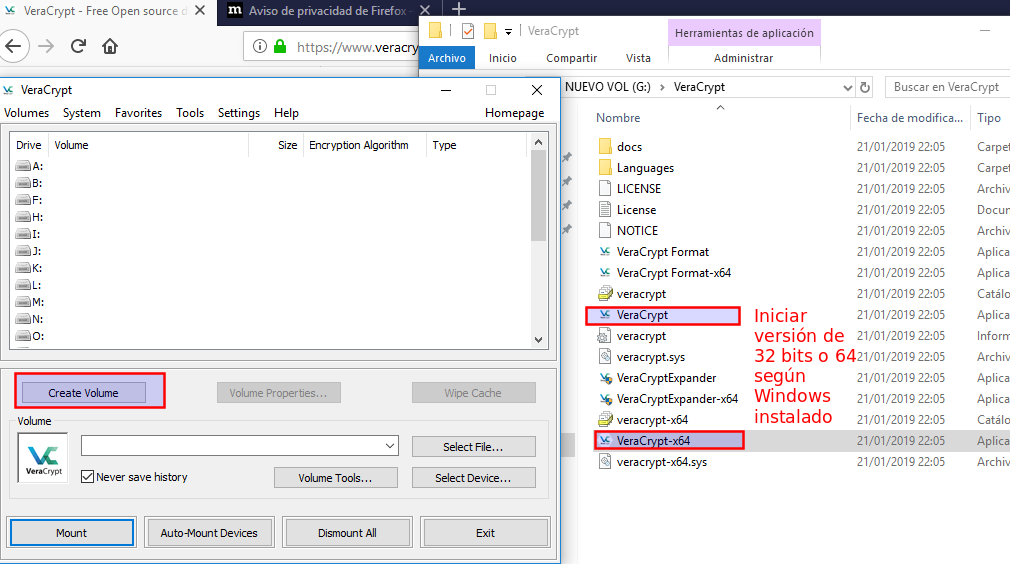 VeraCrypt - Free Open source d
Aviso de privacidad de Firefox —
https://www.veracry
VeraCrypt
Herramientas de aplicación
Archivo
Inicio
Compartir
Vista
Administrar
NUEVO VOL (G:) > VeraCrypt
Buscar en VeraCrypt
VeraCrypt
Volumes System Favorites Tools Settings Help Homepage
Drive Volume Size Encryption Algorithm Type
A:
B:
F:
H:
I:
J:
K:
L:
M:
N:
O:
Create Volume
Volume Properties...
Wipe Cache
Volume
VeraCrypt
Never save history
Select File...
Volume Tools...
Select Device...
Mount
Auto-Mount Devices
Dismount All
Exit
Nombre Fecha de modifica... Tipo
docs 21/01/2019 22:05 Carpet
Languages 21/01/2019 22:05 Carpet
LICENSE 21/01/2019 22:05 Archiv
License 21/01/2019 22:05 Docun
NOTICE 21/01/2019 22:05 Archiv
VeraCrypt Format 21/01/2019 22:05 Aplica
VeraCrypt Format-x64 21/01/2019 22:05 Aplica
veracrypt 21/01/2019 22:05 Catálo
VeraCrypt 21/01/2019 22:05 Aplica
veracrypt 21/01/2019 22:05 Inform
veracrypt.sys 21/01/2019 22:05 Archiv
VeraCryptExpander 21/01/2019 22:05 Aplica
VeraCryptExpander-x64 21/01/2019 22:05 Aplica
veracrypt-x64 21/01/2019 22:05 Catálo
VeraCrypt-x64 21/01/2019 22:05 Aplica
veracrypt-x64.sys 21/01/2019 22:05 Archiv
Iniciar
versión de
32 bits o 64
según
Windows
instalado